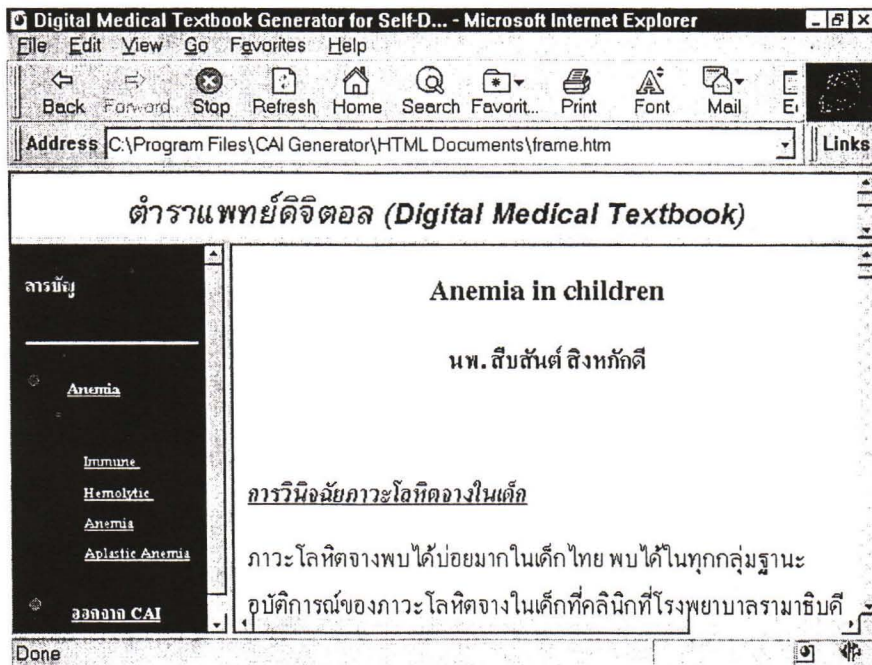 Digital Medical Textbook Generator for Self-D... - Microsoft Internet Explorer
File Edit View Go Favorites Help
Back Forward Stop Refresh Home Search Favorit... Print Font Mail
Address C:\Program Files\CAI Generator\HTML Documents\frame.htm Links
ตำราแพทย์ดิจิตอล (Digital Medical Textbook)
สารบัญ
Anemia
Immune
Hemolytic
Anemia
Aplastic Anemia
ออกจาก CAI
Anemia in children
นพ. สืบสันต์ สิงหภักดี
การวินิจฉัยภาวะโลหิตจางในเด็ก
ภาวะโลหิตจางพบได้บ่อยมากในเด็กไทย พบได้ในทุกกลุ่มฐานะ
อุบัติการณ์ของภาวะโลหิตจางในเด็กที่คลินิกที่โรงพยาบาลรามาธิบดี
Done